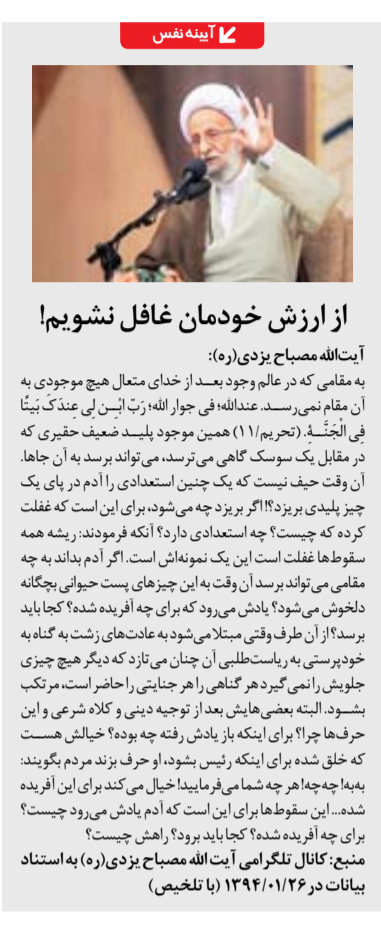 آیینه نفس
از ارزش خودمان غافل نشویم!
آیت‌الله مصباح یزدی(ره):
به مقامی که در عالم وجود بعــد از خدای متعال هیچ موجودی به
آن مقام نمی‌رســد. عندالله؛ فی جوار الله؛ رَبّ ابْــن لِی عِندَکَ بَیتًا
فِی الْجَنَّــةِ. (تحریم/۱۱) همین موجود پلیــد ضعیف حقیری که
در مقابل یک سوسک گاهی می‌ترسد، می‌تواند برسد به آن جاها.
آن وقت حیف نیست که یک چنین استعدادی را آدم در پای یک
چیز پلیدی بریزد؟! اگر بریزد چه می‌شود، برای این است که غفلت
کرده که چیست؟ چه استعدادی دارد؟ آنکه فرمودند: ریشه همه
سقوط‌ها غفلت است این یک نمونه‌اش است. اگر آدم بداند به چه
مقامی می‌تواند برسد آن وقت به این چیزهای پست حیوانی بچگانه
دلخوش می‌شود؟ یادش می‌رود که برای چه آفریده شده؟ کجا باید
برسد؟ از آن طرف وقتی مبتلا می‌شود به عادت‌های زشت به گناه به
خودپرستی به ریاست‌طلبی آن چنان می‌تازد که دیگر هیچ چیزی
جلویش را نمی‌گیرد هر گناهی را هر جنایتی را حاضر است، مرتکب
بشــود. البته بعضی‌هایش بعد از توجیه دینی و کلاه شرعی و این
حرف‌ها چرا؟ برای اینکه باز یادش رفته چه بوده؟ خیالش هســت
که خلق شده برای اینکه رئیس بشود، او حرف بزند مردم بگویند:
به‌به! چه‌چه! هر چه شما می‌فرمایید! خیال می‌کند برای این آفریده
شده... این سقوط‌ها برای این است که آدم یادش می‌رود چیست؟
برای چه آفریده شده؟ کجا باید برود؟ راهش چیست؟
منبع: کانال تلگرامی آیت الله مصباح یزدی(ره) به استناد
بیانات در ۱۳۹۴/۰۱/۲۶ (با تلخیص)